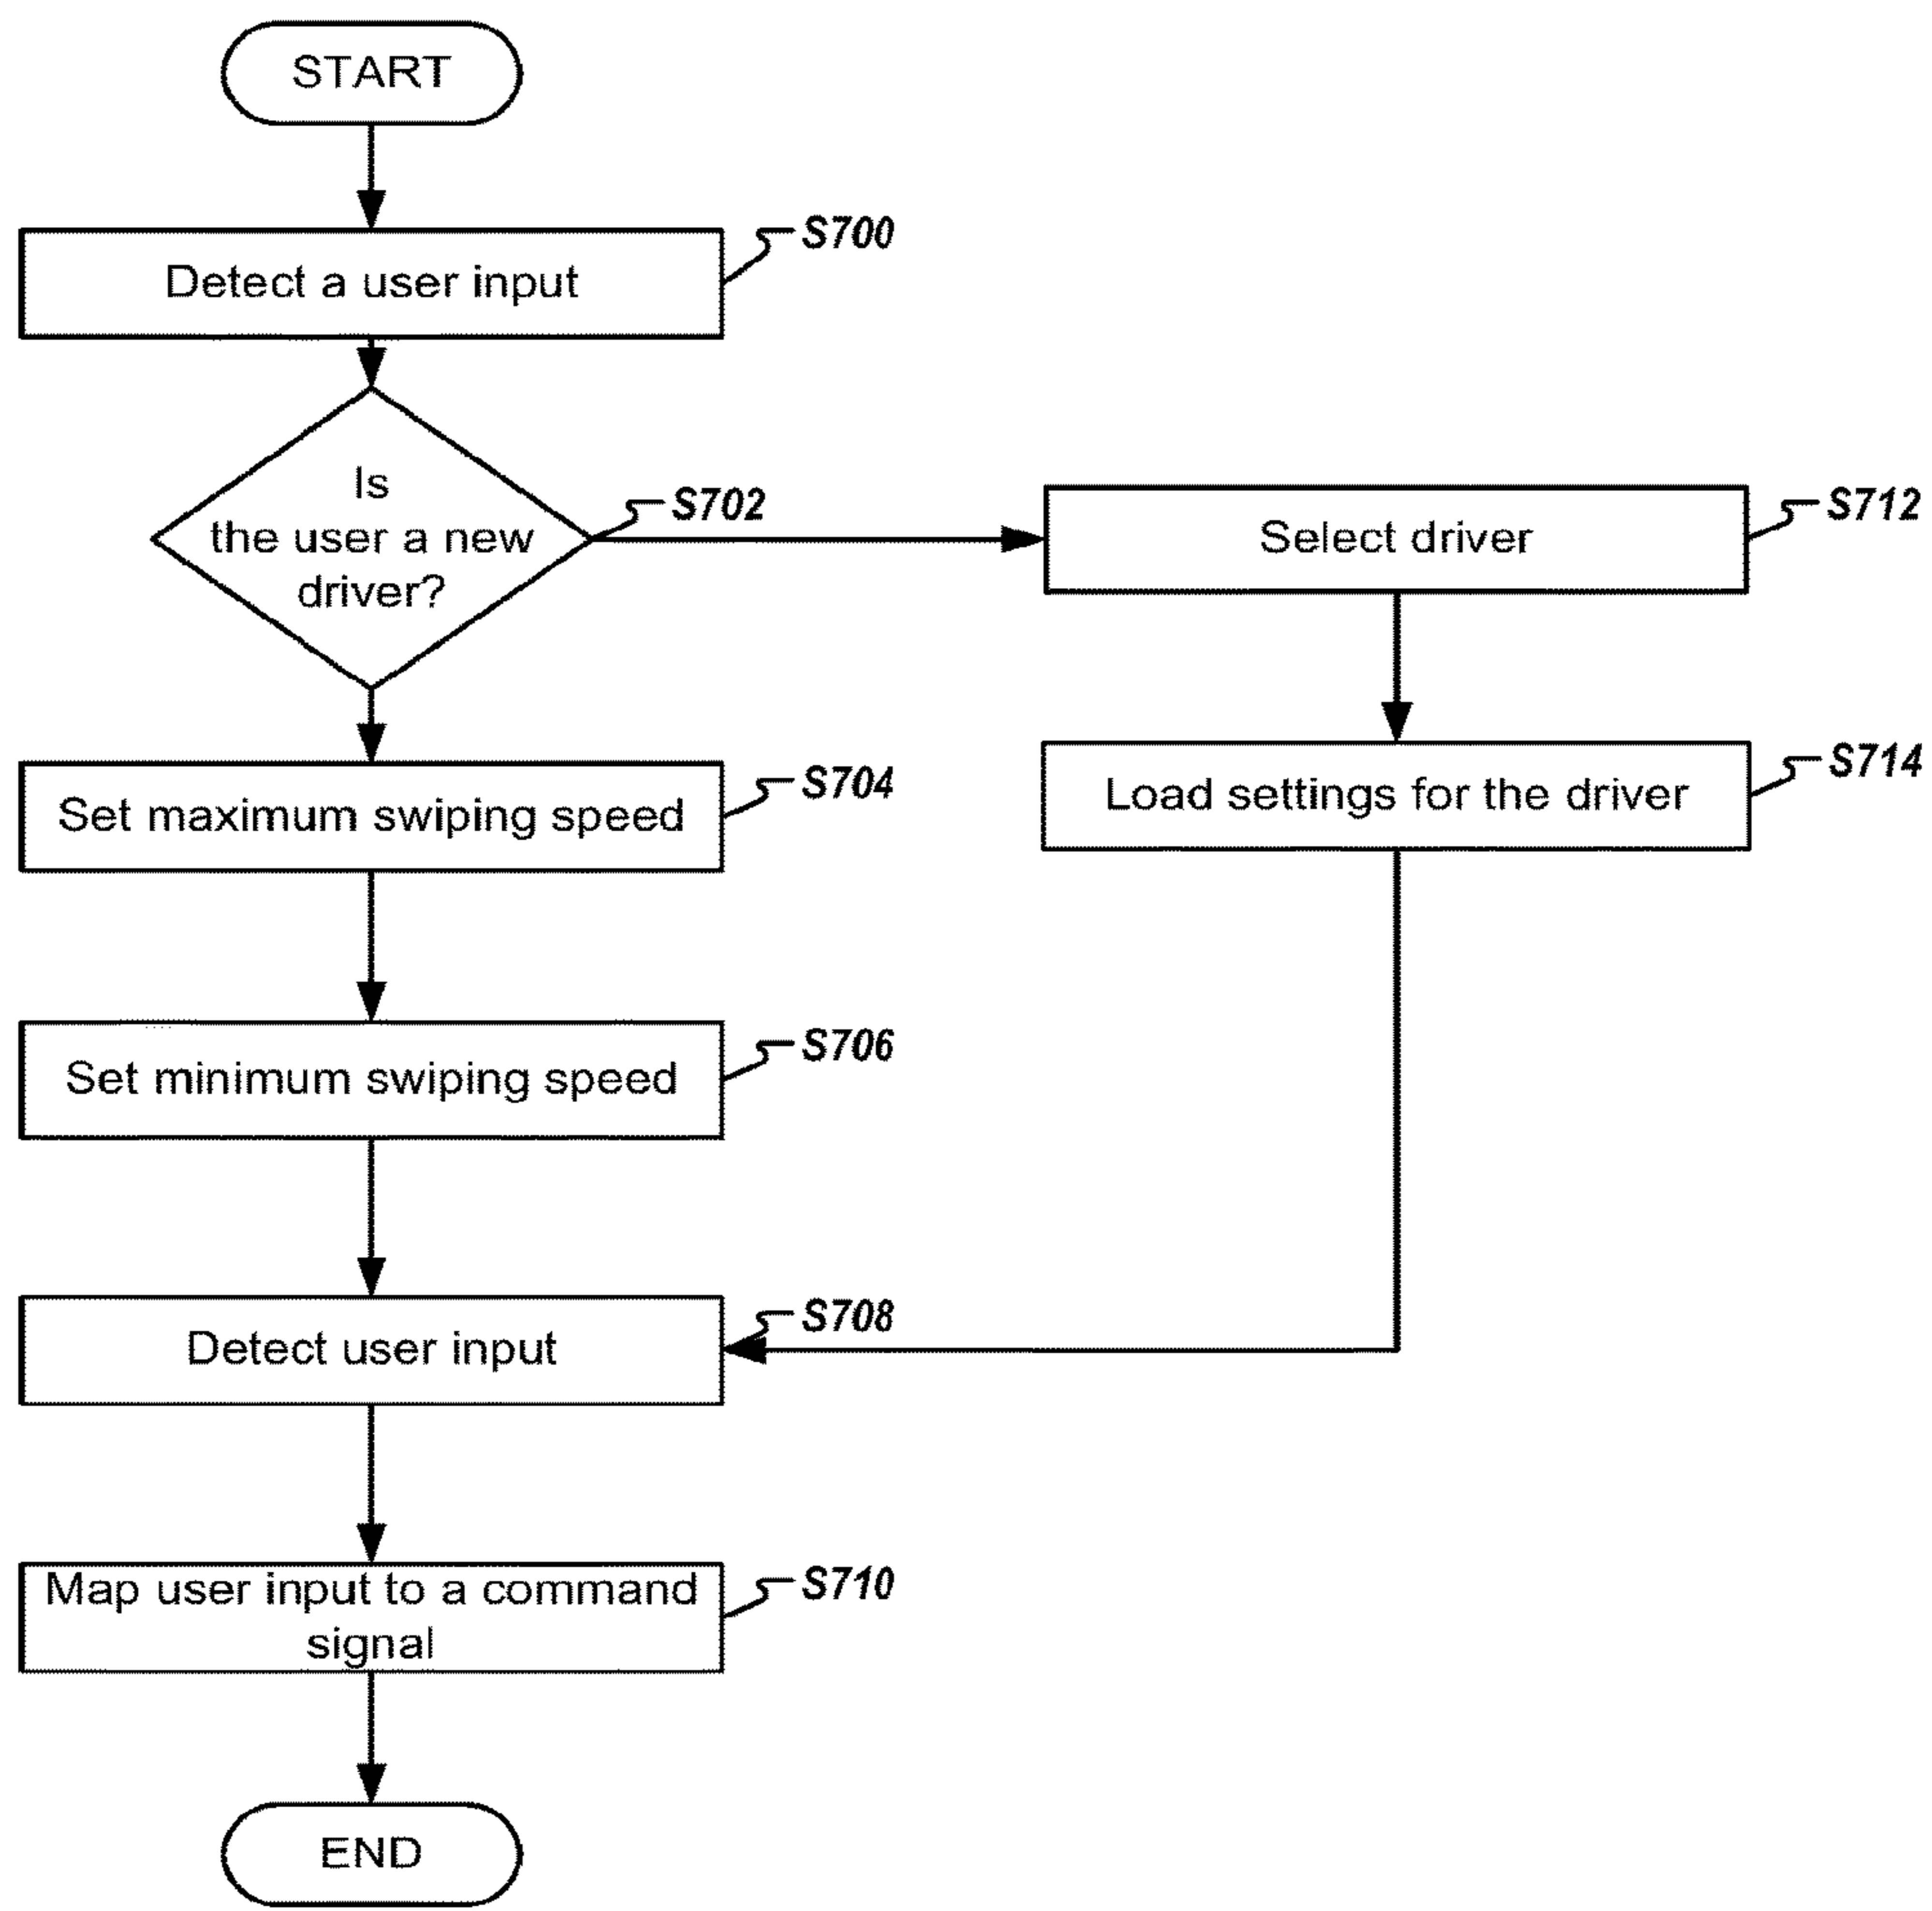 START
S700
Detect a user input
Is
the user a new
driver?
S702
Select driver
S712
Set maximum swiping speed
S704
Load settings for the driver
S714
Set minimum swiping speed
S706
Detect user input
S708
Map user input to a command
signal
S710
END